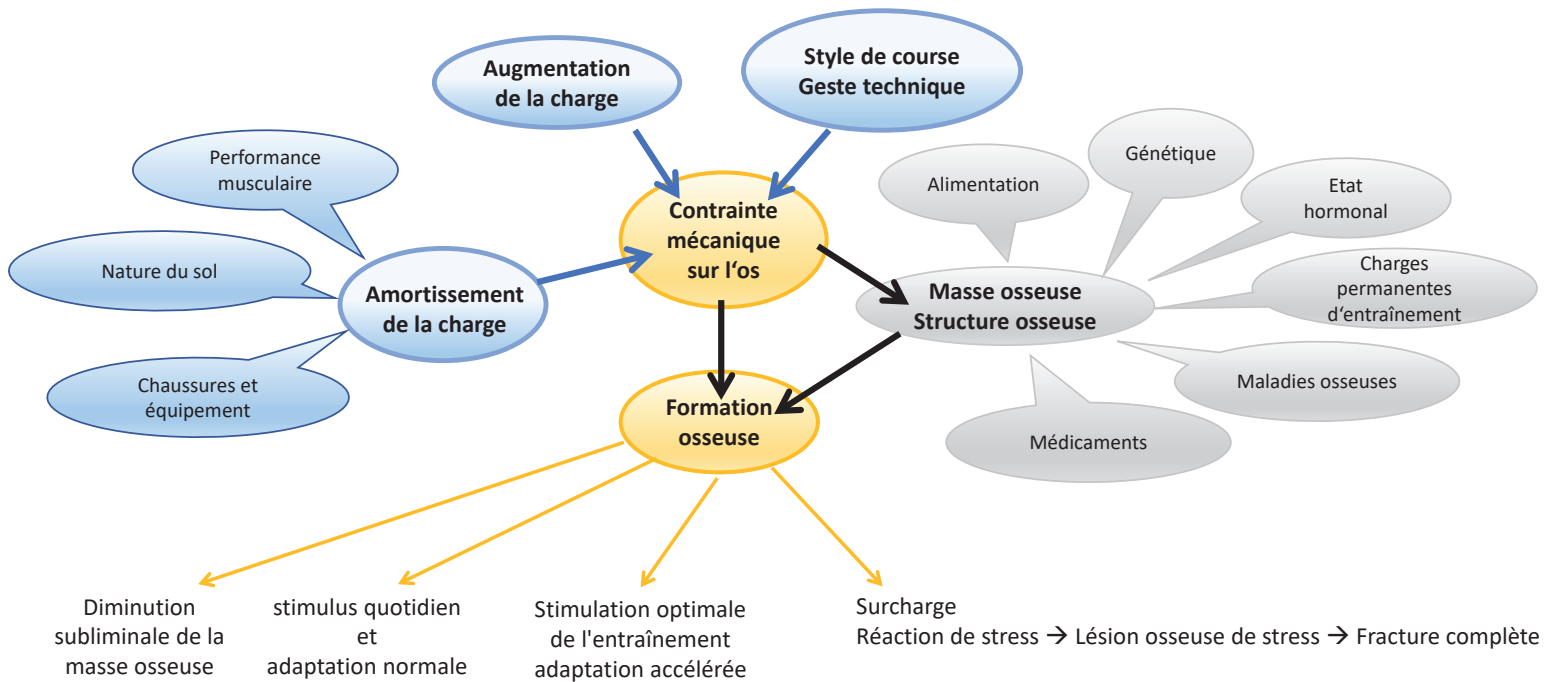 Augmentation
de la charge
Style de course
Geste technique
Performance
musculaire
Nature du sol
Chaussures et
équipement
Amortissement
de la charge
Contrainte
mécanique
sur l‘os
Alimentation
Génétique
Etat
hormonal
Charges
permanentes
d‘entraînement
Maladies osseuses
Médicaments
Masse osseuse
Structure osseuse
Formation
osseuse
Diminution
subliminale de la
masse osseuse
stimulus quotidien
et
adaptation normale
Stimulation optimale
de l'entraînement
adaptation accélérée
Surcharge
Réaction de stress → Lésion osseuse de stress → Fracture complète